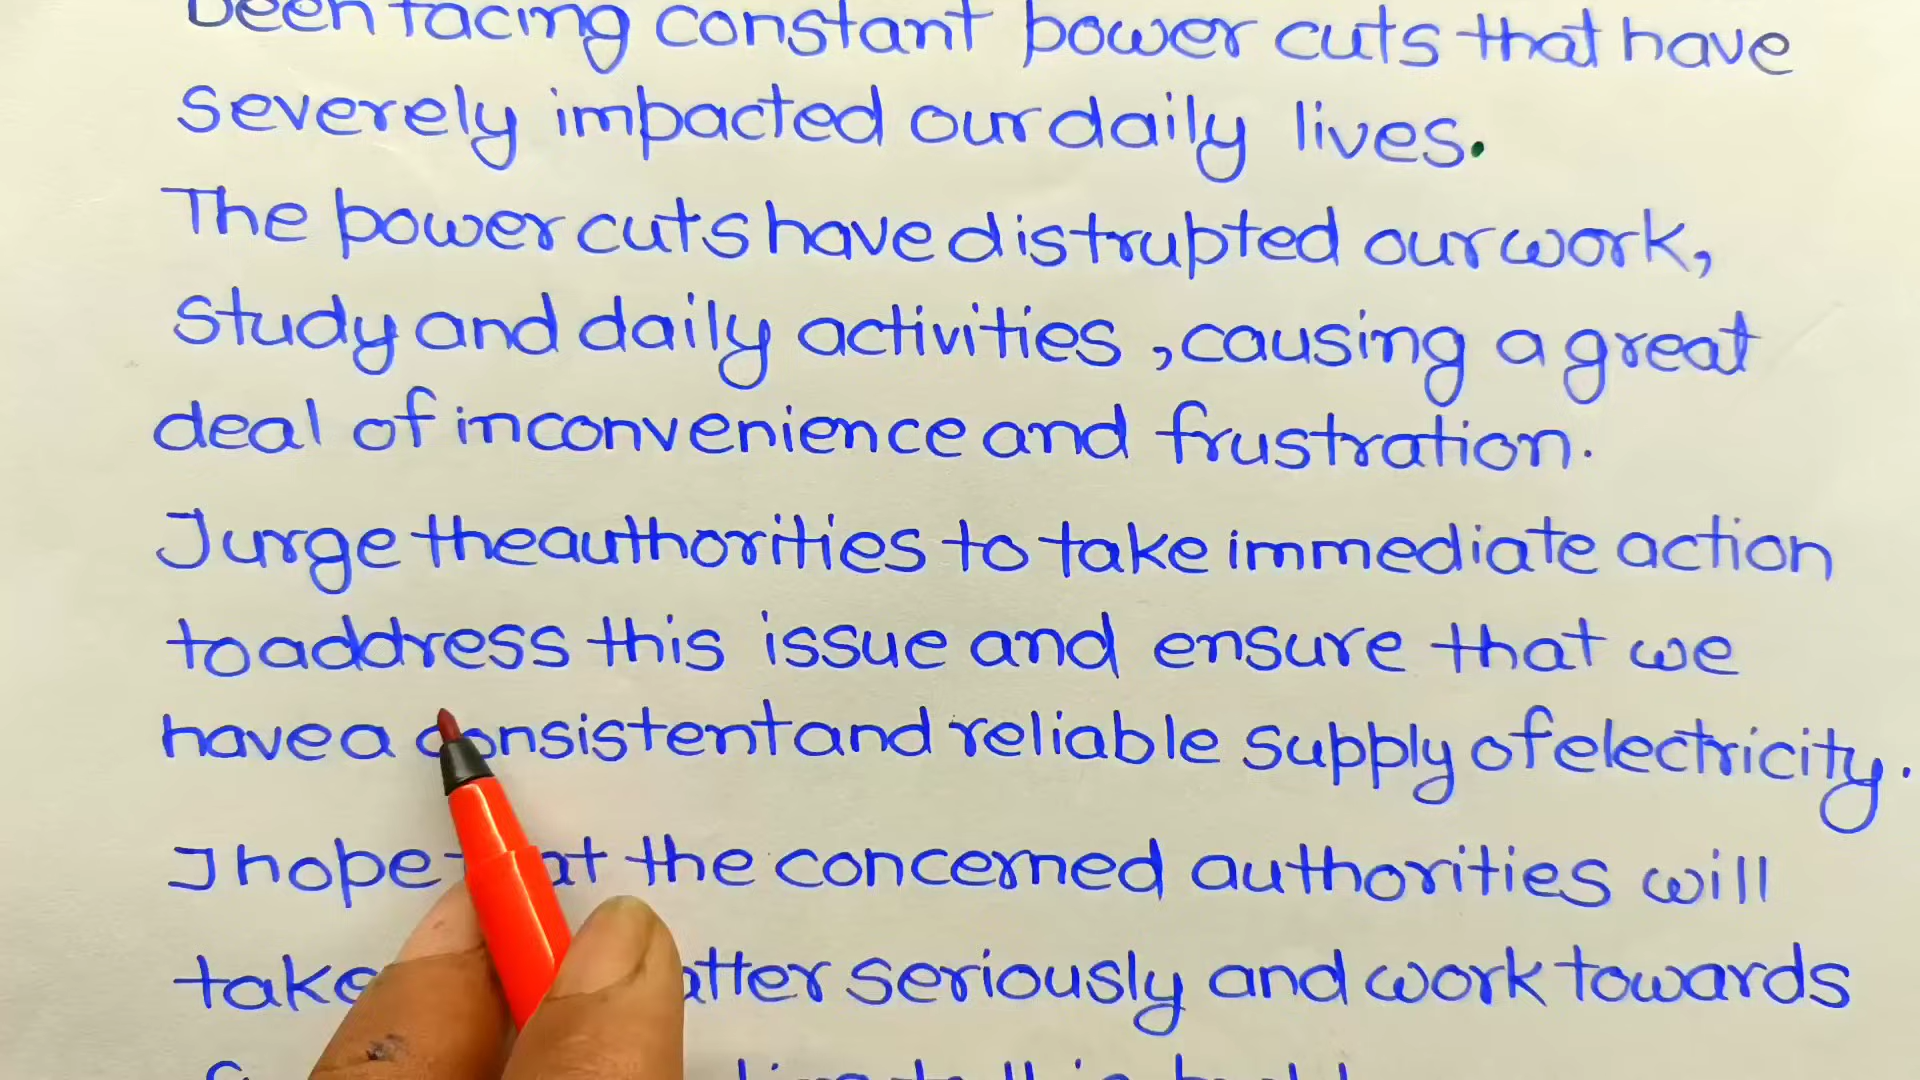 been facing constant power cuts that have
severely impacted our daily lives.
The power cuts have distrupted our work,
study and daily activities, causing a great
deal of inconvenience and frustration.
I urge the authorities to take immediate action
to address this issue and ensure that we
have a consistent and reliable supply of electricity.
I hope that the concerned authorities will
take matter seriously and work towards